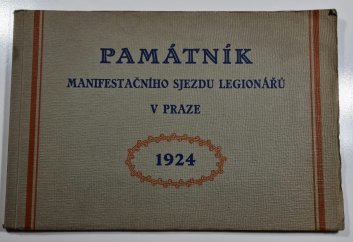 PAMÁTNÍK
MANIFESTAČNÍHO SJEZDU LEGIONÁŘŮ
V PRAZE
1924